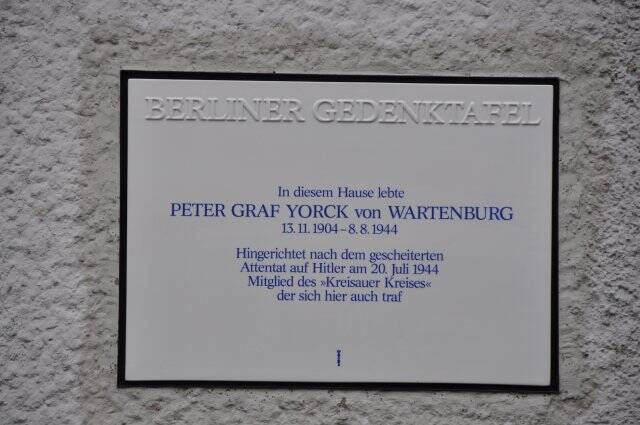 BERLINER GEDENKTAFEL
In diesem Hause lebte
PETER GRAF YORCK von WARTENBURG
13.11.1904–8.8.1944
Hingerichtet nach dem gescheiterten
Attentat auf Hitler am 20. Juli 1944
Mitglied des »Kreisauer Kreises«
der sich hier auch traf